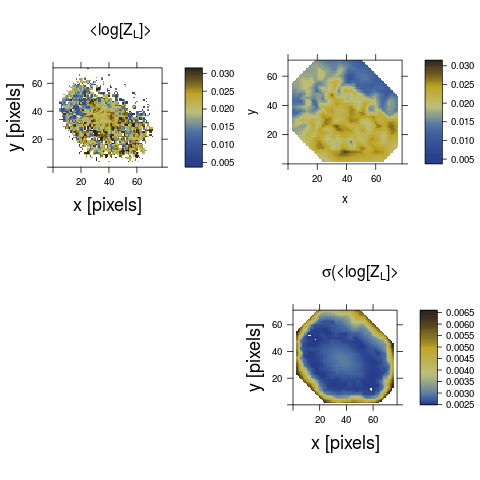 <log[Z_L]>
60
40
20
20 40 60
y [pixels]
x [pixels]
0.030
0.025
0.020
0.015
0.010
0.005
60
40
20
20 40 60
y
x
0.030
0.025
0.020
0.015
0.010
0.005
σ(<log[Z_L]>
60
40
20
20 40 60
y [pixels]
x [pixels]
0.0065
0.0060
0.0055
0.0050
0.0045
0.0040
0.0035
0.0030
0.0025